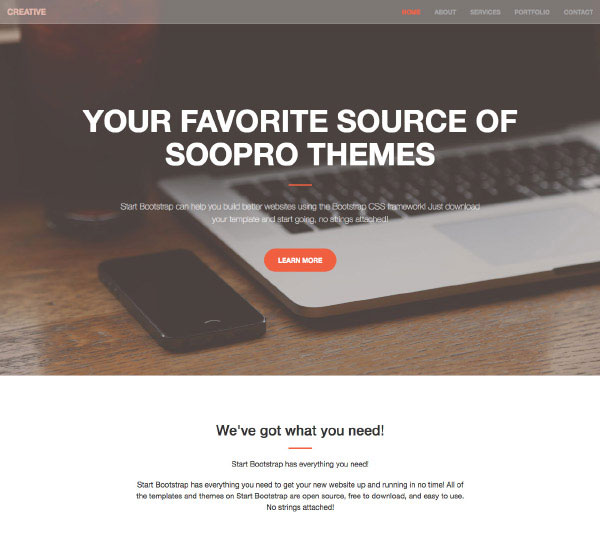 CREATIVE
HOME ABOUT SERVICES PORTFOLIO CONTACT
YOUR FAVORITE SOURCE OF
SOOPRO THEMES
Start Bootstrap can help you build better websites using the Bootstrap CSS framework! Just download
your template and start going, no strings attached!
LEARN MORE
We've got what you need!
Start Bootstrap has everything you need!
Start Bootstrap has everything you need to get your new website up and running in no time! All of
the templates and themes on Start Bootstrap are open source, free to download, and easy to use.
No strings attached!